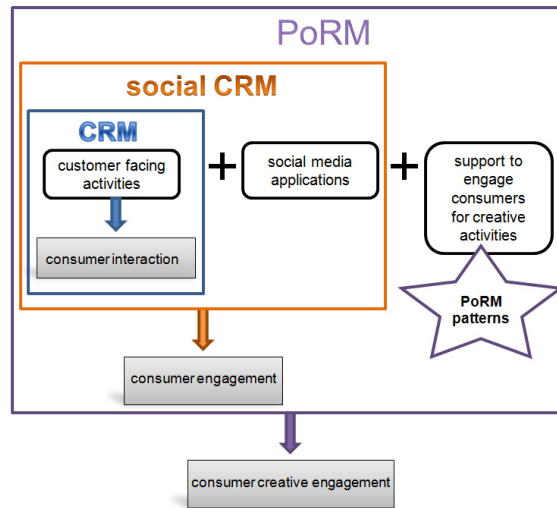 PoRM
social CRM
CRM
customer facing
activities
+
social media
applications
+
support to
engage
consumers
for creative
activities
consumer interaction
PoRM
patterns
consumer engagement
consumer creative engagement